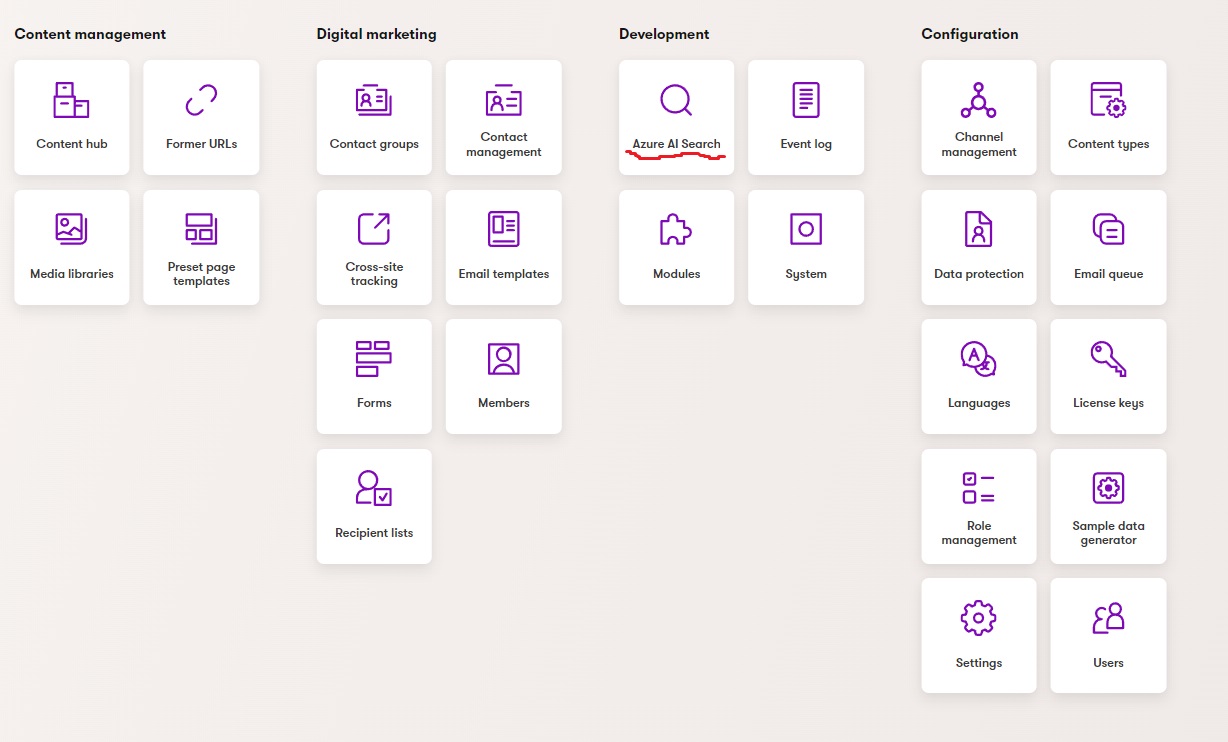 Content management
Content hub
Former URLs
Media libraries
Preset page
templates
Digital marketing
Contact groups
Contact
management
Cross-site
tracking
Email templates
Forms
Members
Recipient lists
Development
Azure AI Search
Event log
Modules
System
Configuration
Channel
management
Content types
Data protection
Email queue
A
Languages
License keys
Role
management
Sample data
generator
Settings
Users